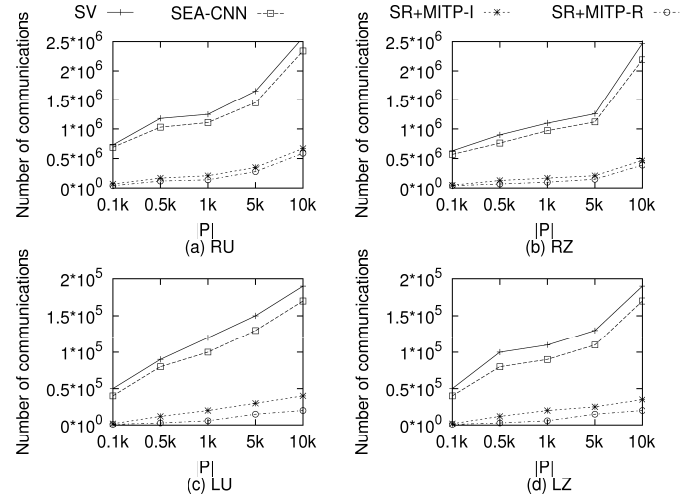 SV SEA-CNN SR+MITP-I SR+MITP-R
Number of communications
2.5*10^6
2*10^6
1.5*10^6
1*10^6
0.5*10^6
0*10^0
0.1k 0.5k 1k 5k 10k
|P|
(a) RU
Number of communications
2.5*10^6
2*10^6
1.5*10^6
1*10^6
0.5*10^6
0*10^0
0.1k 0.5k 1k 5k 10k
|P|
(b) RZ
Number of communications
2*10^5
1.5*10^5
1*10^5
0.5*10^5
0*10^0
0.1k 0.5k 1k 5k 10k
|P|
(c) LU
Number of communications
2*10^5
1.5*10^5
1*10^5
0.5*10^5
0*10^0
0.1k 0.5k 1k 5k 10k
|P|
(d) LZ